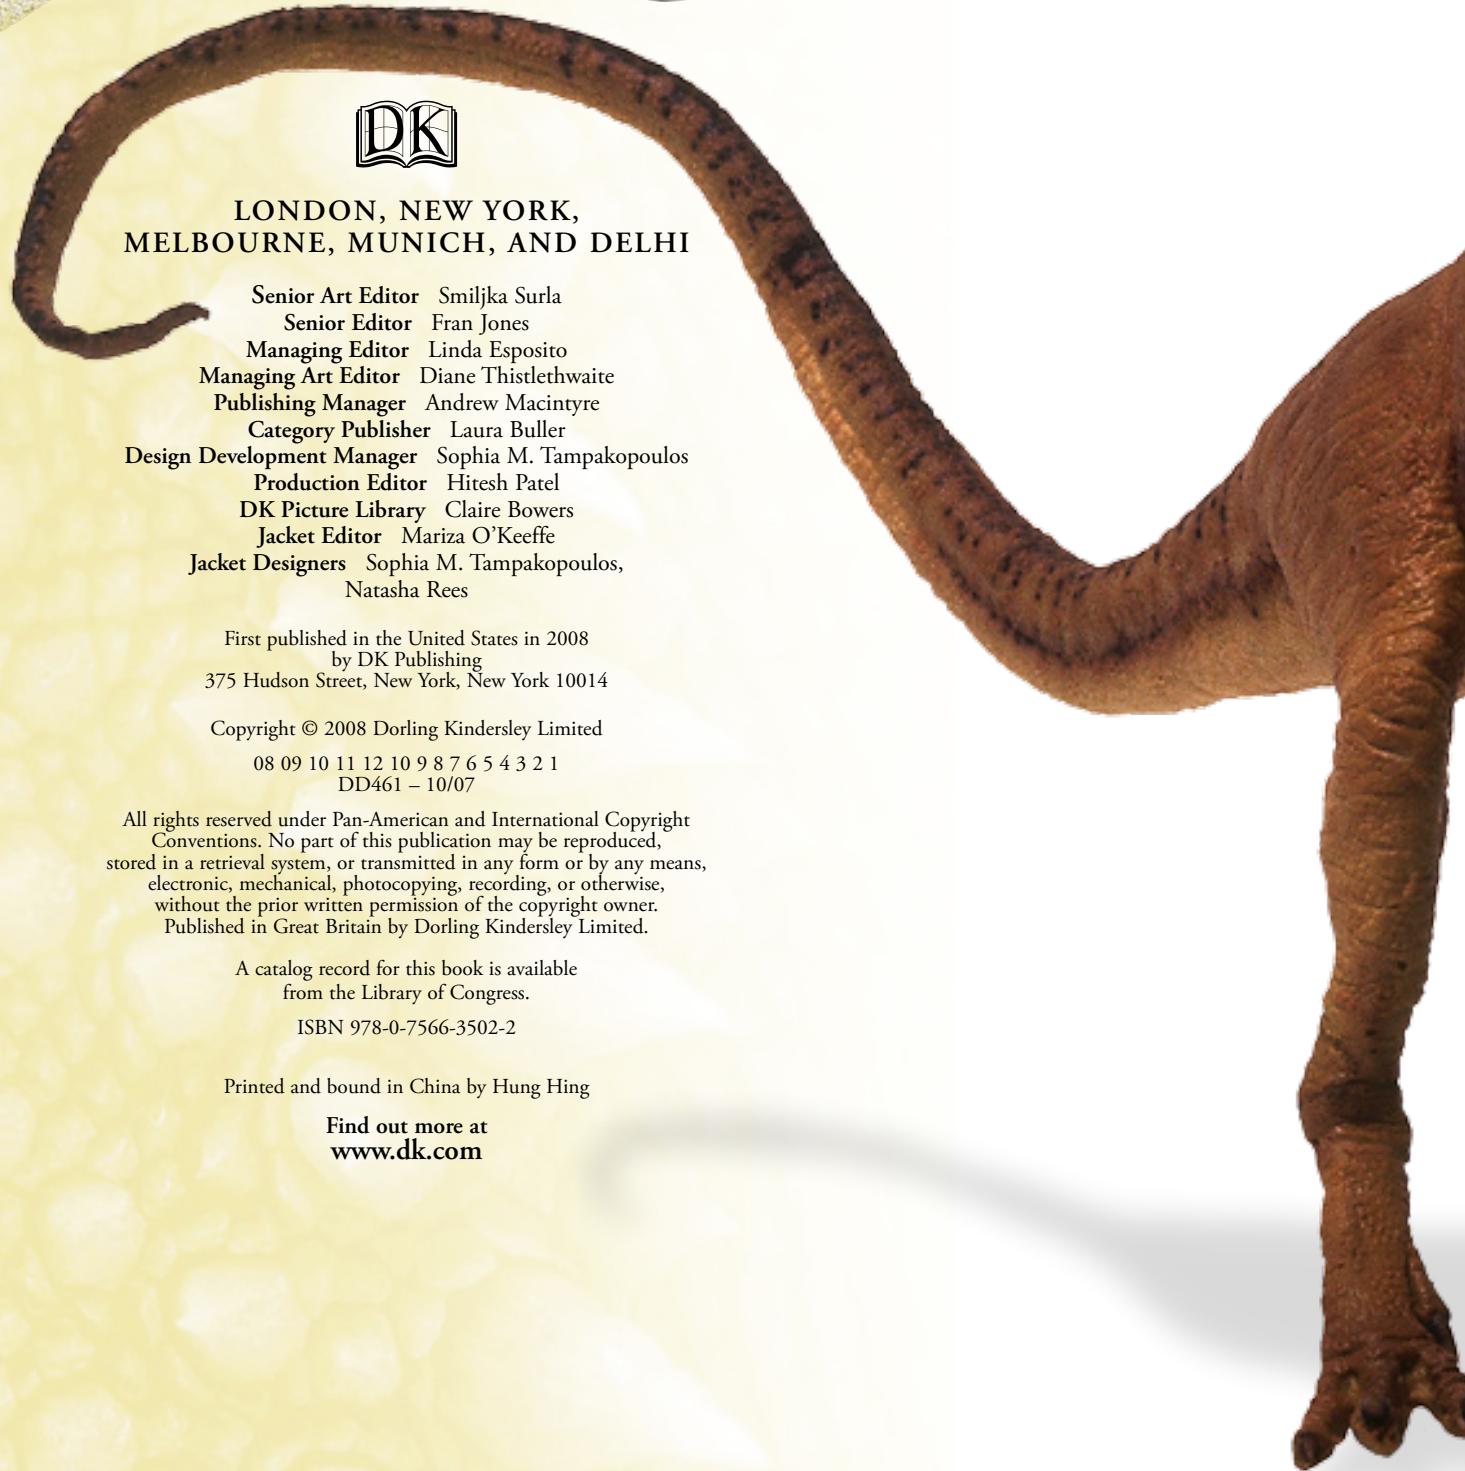 DK
LONDON, NEW YORK,
MELBOURNE, MUNICH, AND DELHI
Senior Art Editor Smiljka Surla
Senior Editor Fran Jones
Managing Editor Linda Esposito
Managing Art Editor Diane Thistlethwaite
Publishing Manager Andrew Macintyre
Category Publisher Laura Buller
Design Development Manager Sophia M. Tampakopoulos
Production Editor Hitesh Patel
DK Picture Library Claire Bowers
Jacket Editor Mariza O’Keeffe
Jacket Designers Sophia M. Tampakopoulos,
Natasha Rees
First published in the United States in 2008
by DK Publishing
375 Hudson Street, New York, New York 10014
Copyright © 2008 Dorling Kindersley Limited
08 09 10 11 12 10 9 8 7 6 5 4 3 2 1
DD461 – 10/07
All rights reserved under Pan-American and International Copyright
Conventions. No part of this publication may be reproduced,
stored in a retrieval system, or transmitted in any form or by any means,
electronic, mechanical, photocopying, recording, or otherwise,
without the prior written permission of the copyright owner.
Published in Great Britain by Dorling Kindersley Limited.
A catalog record for this book is available
from the Library of Congress.
ISBN 978-0-7566-3502-2
Printed and bound in China by Hung Hing
Find out more at
www.dk.com